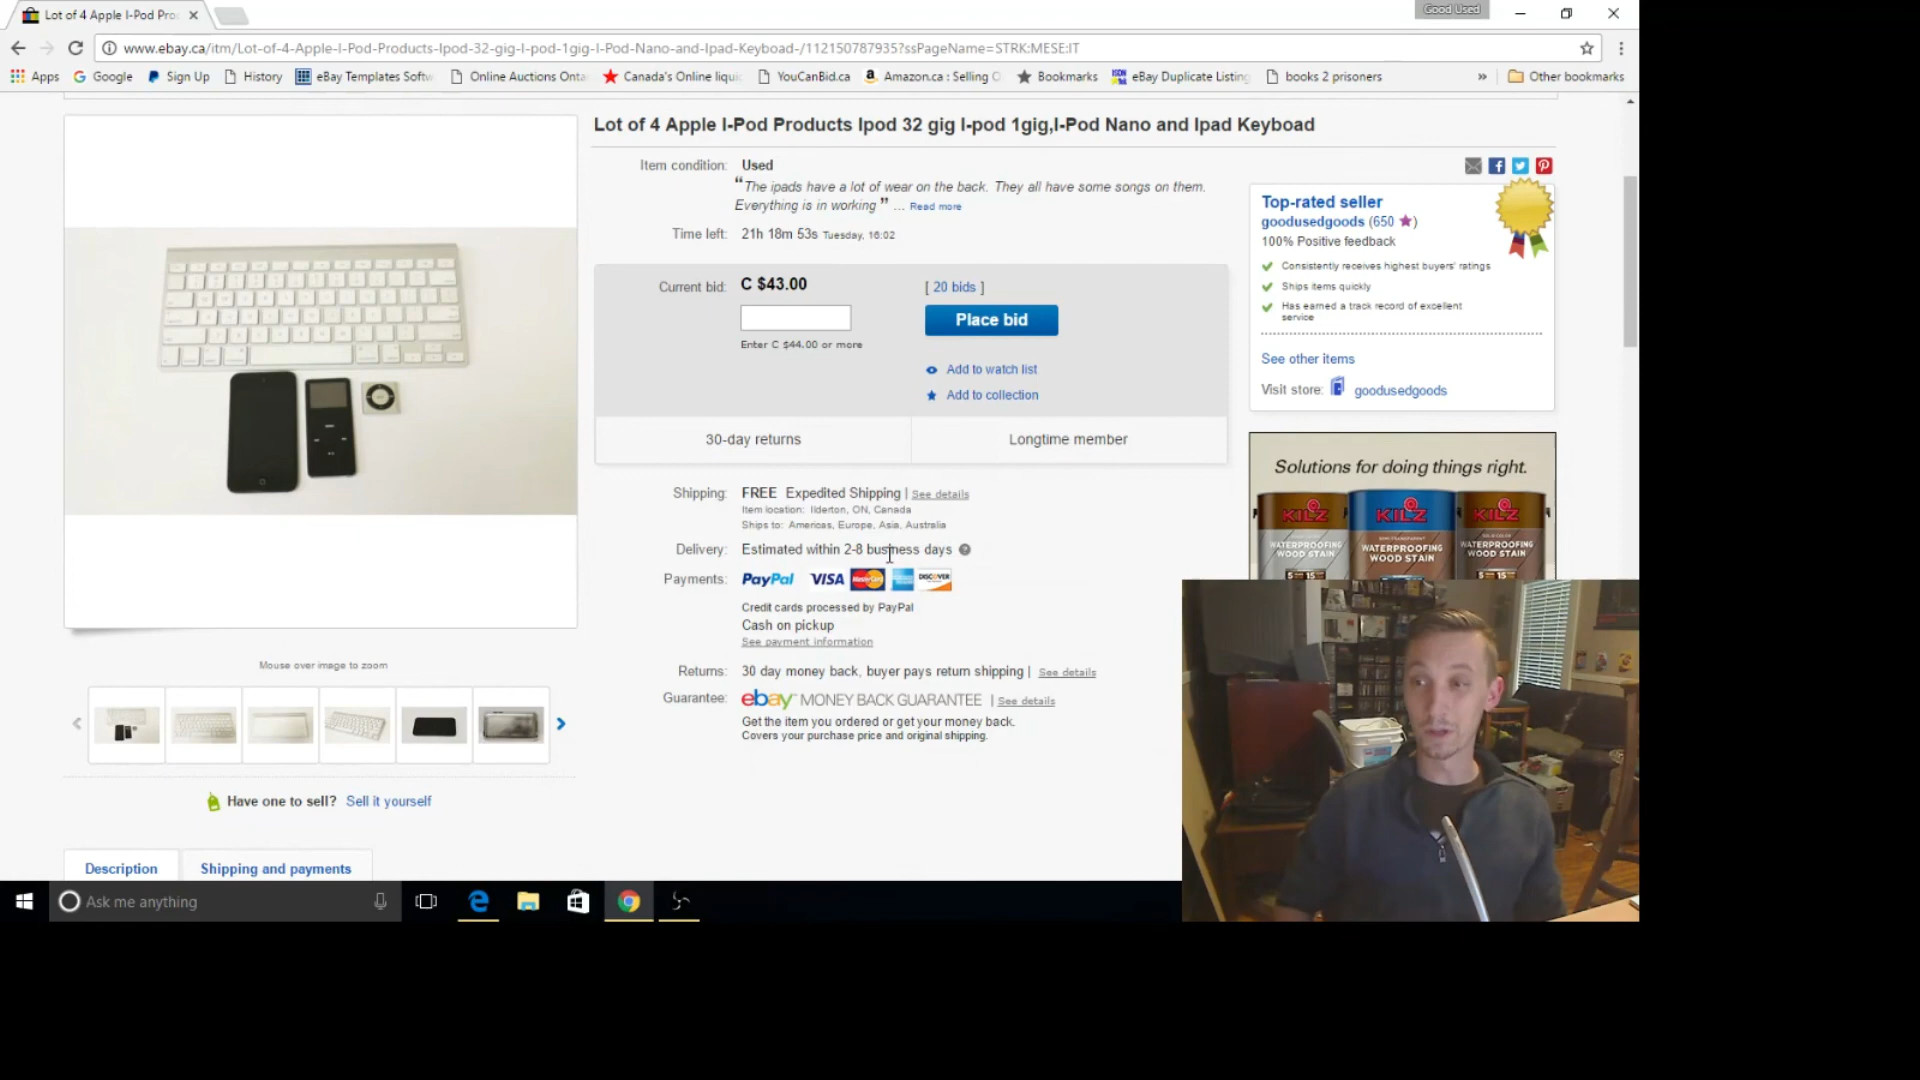 Lot of 4 Apple I-Pod Pro
Good Used
www.ebay.ca/itm/Lot-of-4-Apple-I-Pod-Products-Ipod-32-gig-I-pod-1gig-I-Pod-Nano-and-Ipad-Keyboad-/112150787935?ssPageName=STRK:MESE:IT
Apps Google Sign Up History eBay Templates Softw Online Auctions Onta Canada's Online liqui YouCanBid.ca Amazon.ca : Selling C Bookmarks eBay Duplicate Listing books 2 prisoners » Other bookmarks
Lot of 4 Apple I-Pod Products Ipod 32 gig I-pod 1gig,I-Pod Nano and Ipad Keyboad
Item condition: Used
"The ipads have a lot of wear on the back. They all have some songs on them.
Everything is in working" ... Read more
Time left: 21h 18m 53s Tuesday, 16:02
Current bid: C $43.00 [ 20 bids ]
Place bid
Enter C $44.00 or more
Add to watch list
Add to collection
30-day returns Longtime member
Shipping: FREE Expedited Shipping | See details
Item location: Ilderton, ON, Canada
Ships to: Americas, Europe, Asia, Australia
Delivery: Estimated within 2-8 business days
Payments: PayPal VISA MasterCard DISCOVER
Credit cards processed by PayPal
Cash on pickup
See payment information
Returns: 30 day money back, buyer pays return shipping | See details
Guarantee: ebay MONEY BACK GUARANTEE | See details
Get the item you ordered or get your money back.
Covers your purchase price and original shipping.
Top-rated seller
goodusedgoods (650 )
100% Positive feedback
Consistently receives highest buyers' ratings
Ships items quickly
Has earned a track record of excellent
service
See other items
Visit store: goodusedgoods
Solutions for doing things right.
KILZ KILZ KILZ
WATERPROOFING WATERPROOFING WATERPROOFING
WOOD STAIN WOOD STAIN WOOD STAIN
Mouse over image to zoom
Have one to sell? Sell it yourself
Description Shipping and payments
Ask me anything